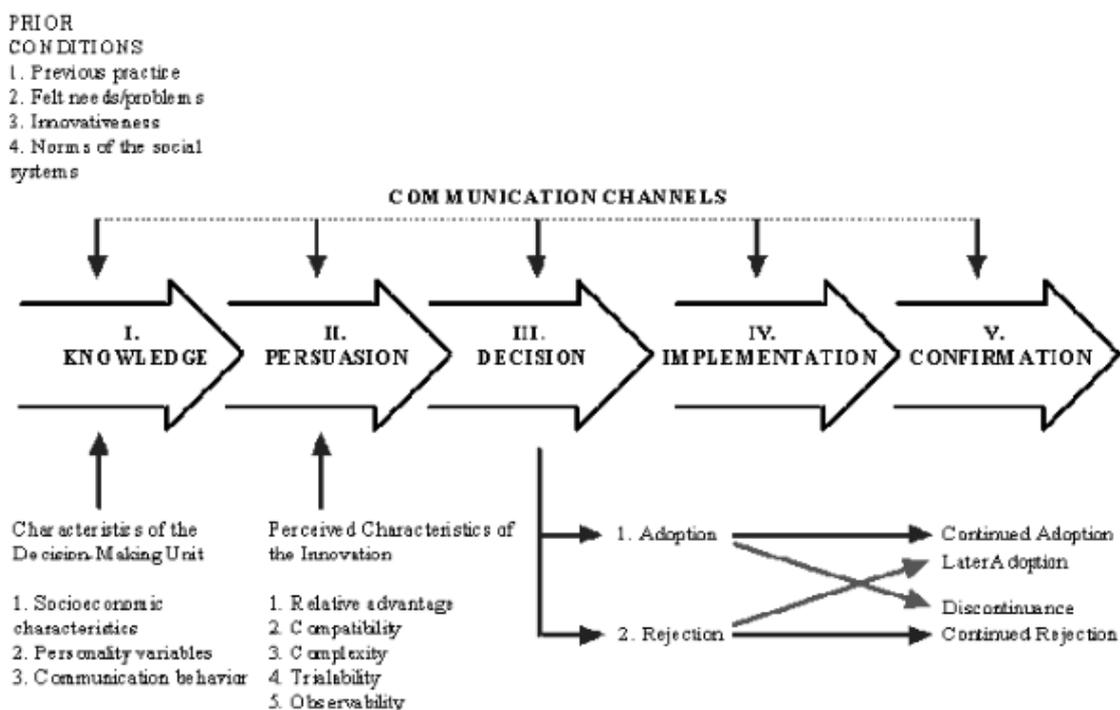 PRIOR
CONDITIONS
1. Previous practice
2. Felt needs/problems
3. Innovativeness
4. Norms of the social
systems
COMMUNICATION CHANNELS
I.
KNOWLEDGE
II.
PERSUASION
III.
DECISION
IV.
IMPLEMENTATION
V.
CONFIRMATION
Characteristics of the
Decision-Making Unit
1. Socioeconomic
characteristics
2. Personality variables
3. Communication behavior
Perceived Characteristics of
the Innovation
1. Relative advantage
2. Compatibility
3. Complexity
4. Trialability
5. Observability
1. Adoption
2. Rejection
Continued Adoption
Later Adoption
Discontinuance
Continued Rejection